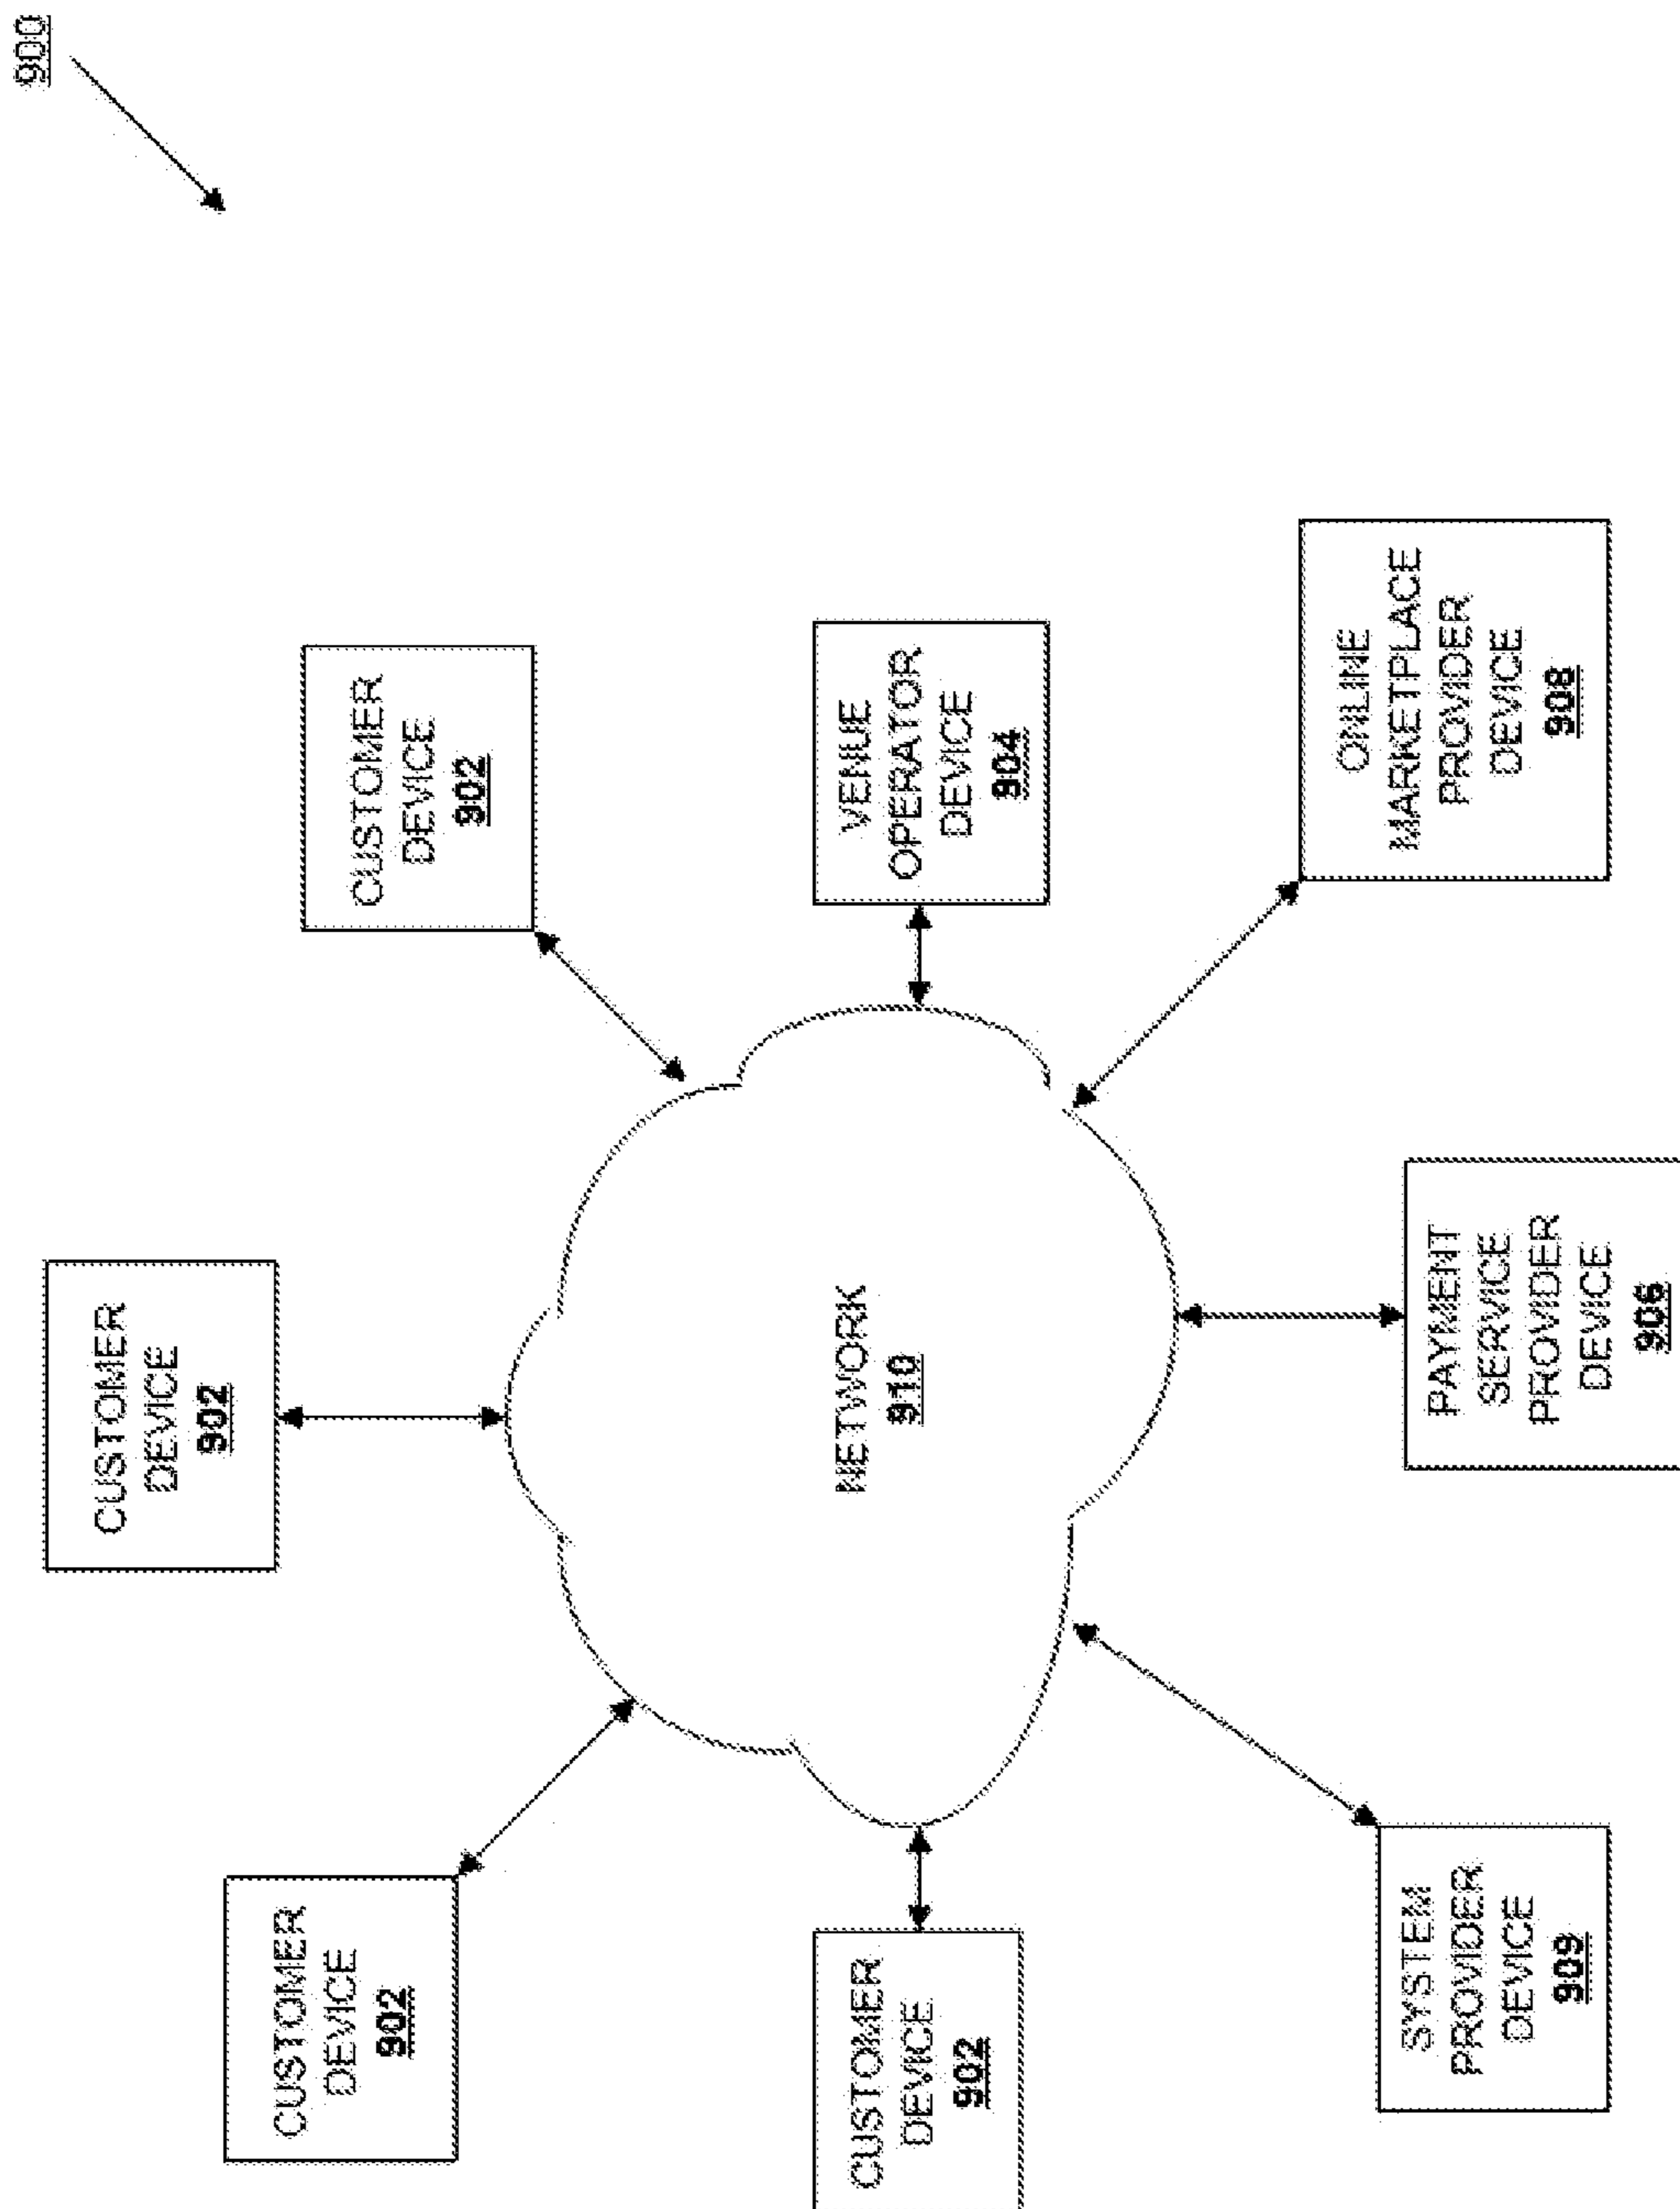 900
CUSTOMER
DEVICE
902
CUSTOMER
DEVICE
902
CUSTOMER
DEVICE
902
CUSTOMER
DEVICE
902
NETWORK
910
VENUE
OPERATOR
DEVICE
904
SYSTEM
PROVIDER
DEVICE
909
PAYMENT
SERVICE
PROVIDER
DEVICE
906
ONLINE
MARKETPLACE
PROVIDER
DEVICE
908